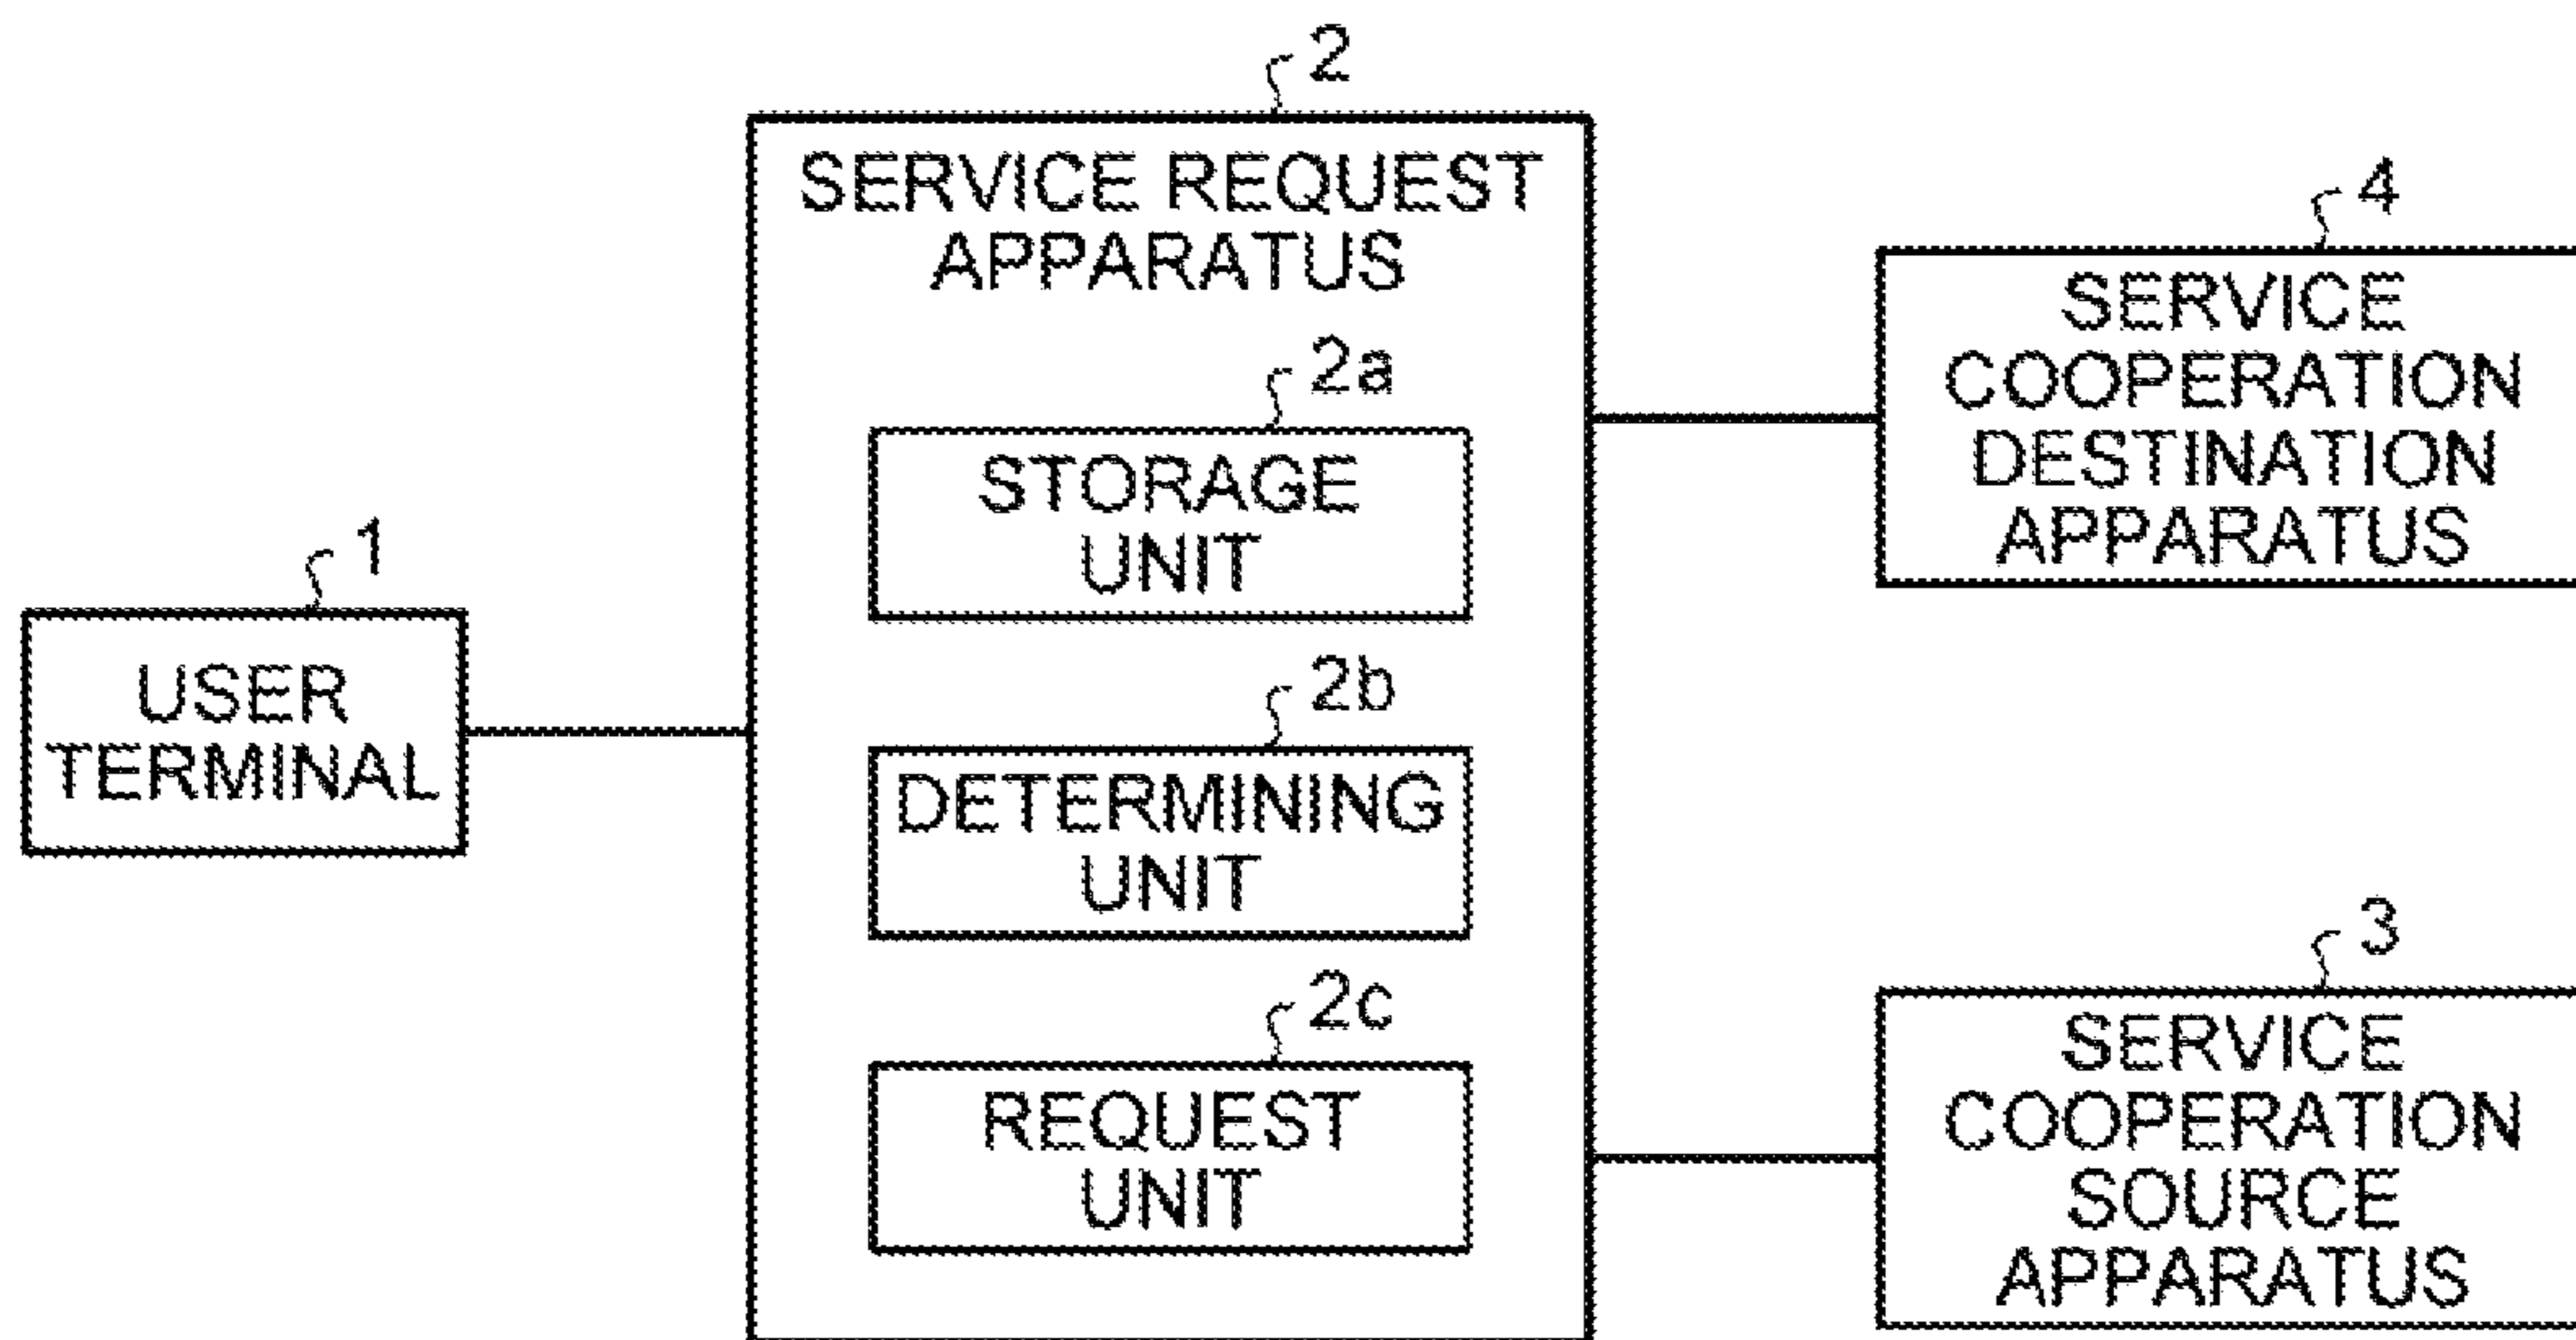 2
SERVICE REQUEST
APPARATUS
2a
STORAGE
UNIT
2b
DETERMINING
UNIT
2c
REQUEST
UNIT
1
USER
TERMINAL
4
SERVICE
COOPERATION
DESTINATION
APPARATUS
3
SERVICE
COOPERATION
SOURCE
APPARATUS